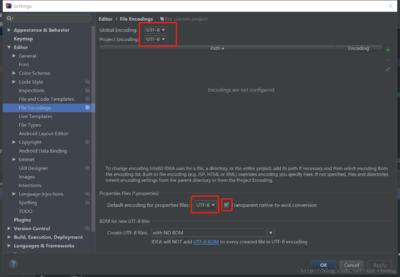 Settings
Appearance & Behavior
Keymap
Editor
General
Font
Color Scheme
Code Style
Inspections
File and Code Templates
File Encodings
Live Templates
File Types
Android Layout Editor
Copyright
Android Data Binding
Emmet
GUI Designer
Images
Intentions
Language Injections
Spelling
TODO
Plugins
Version Control
Build, Execution, Deployment
Languages & Frameworks
Editor › File Encodings For current project
Global Encoding: UTF-8
Project Encoding: UTF-8
Path Encoding
Encodings are not configured
To change encoding IntelliJ IDEA uses for a file, a directory, or the entire project, add its path if necessary and then select encoding from
the encoding list. Built-in file encoding (e.g. JSP, HTML or XML) overrides encoding you specify here. If not specified, files and directories
inherit encoding settings from the parent directory or from the Project Encoding.
Properties Files (*.properties)
Default encoding for properties files: UTF-8 Transparent native-to-ascii conversion
BOM for new UTF-8 files
Create UTF-8 files: with NO BOM
IDEA will NOT add UTF-8 BOM to every created file in UTF-8 encoding
OK
Cancel
Apply